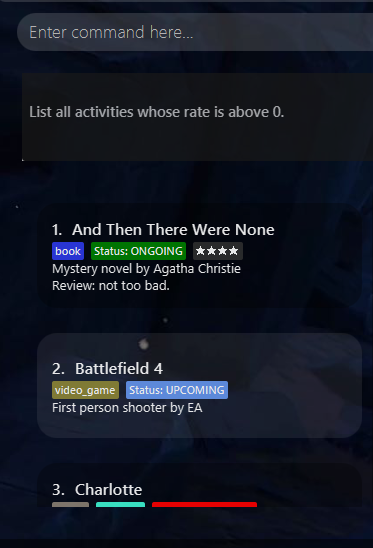 Enter command here...
List all activities whose rate is above 0.
1. And Then There Were None
book Status: ONGOING ★★★★
Mystery novel by Agatha Christie
Review: not too bad.
2. Battlefield 4
video_game Status: UPCOMING
First person shooter by EA
3. Charlotte